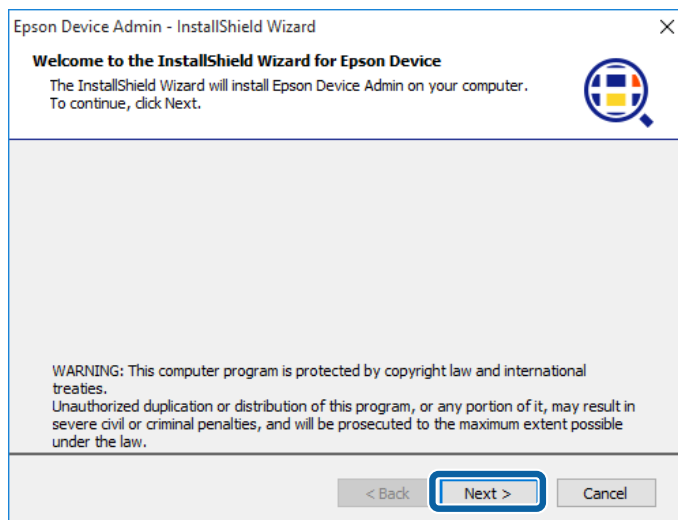 Epson Device Admin - InstallShield Wizard
Welcome to the InstallShield Wizard for Epson Device
The InstallShield Wizard will install Epson Device Admin on your computer.
To continue, click Next.
WARNING: This computer program is protected by copyright law and international
treaties.
Unauthorized duplication or distribution of this program, or any portion of it, may result in
severe civil or criminal penalties, and will be prosecuted to the maximum extent possible
under the law.
< Back Next > Cancel